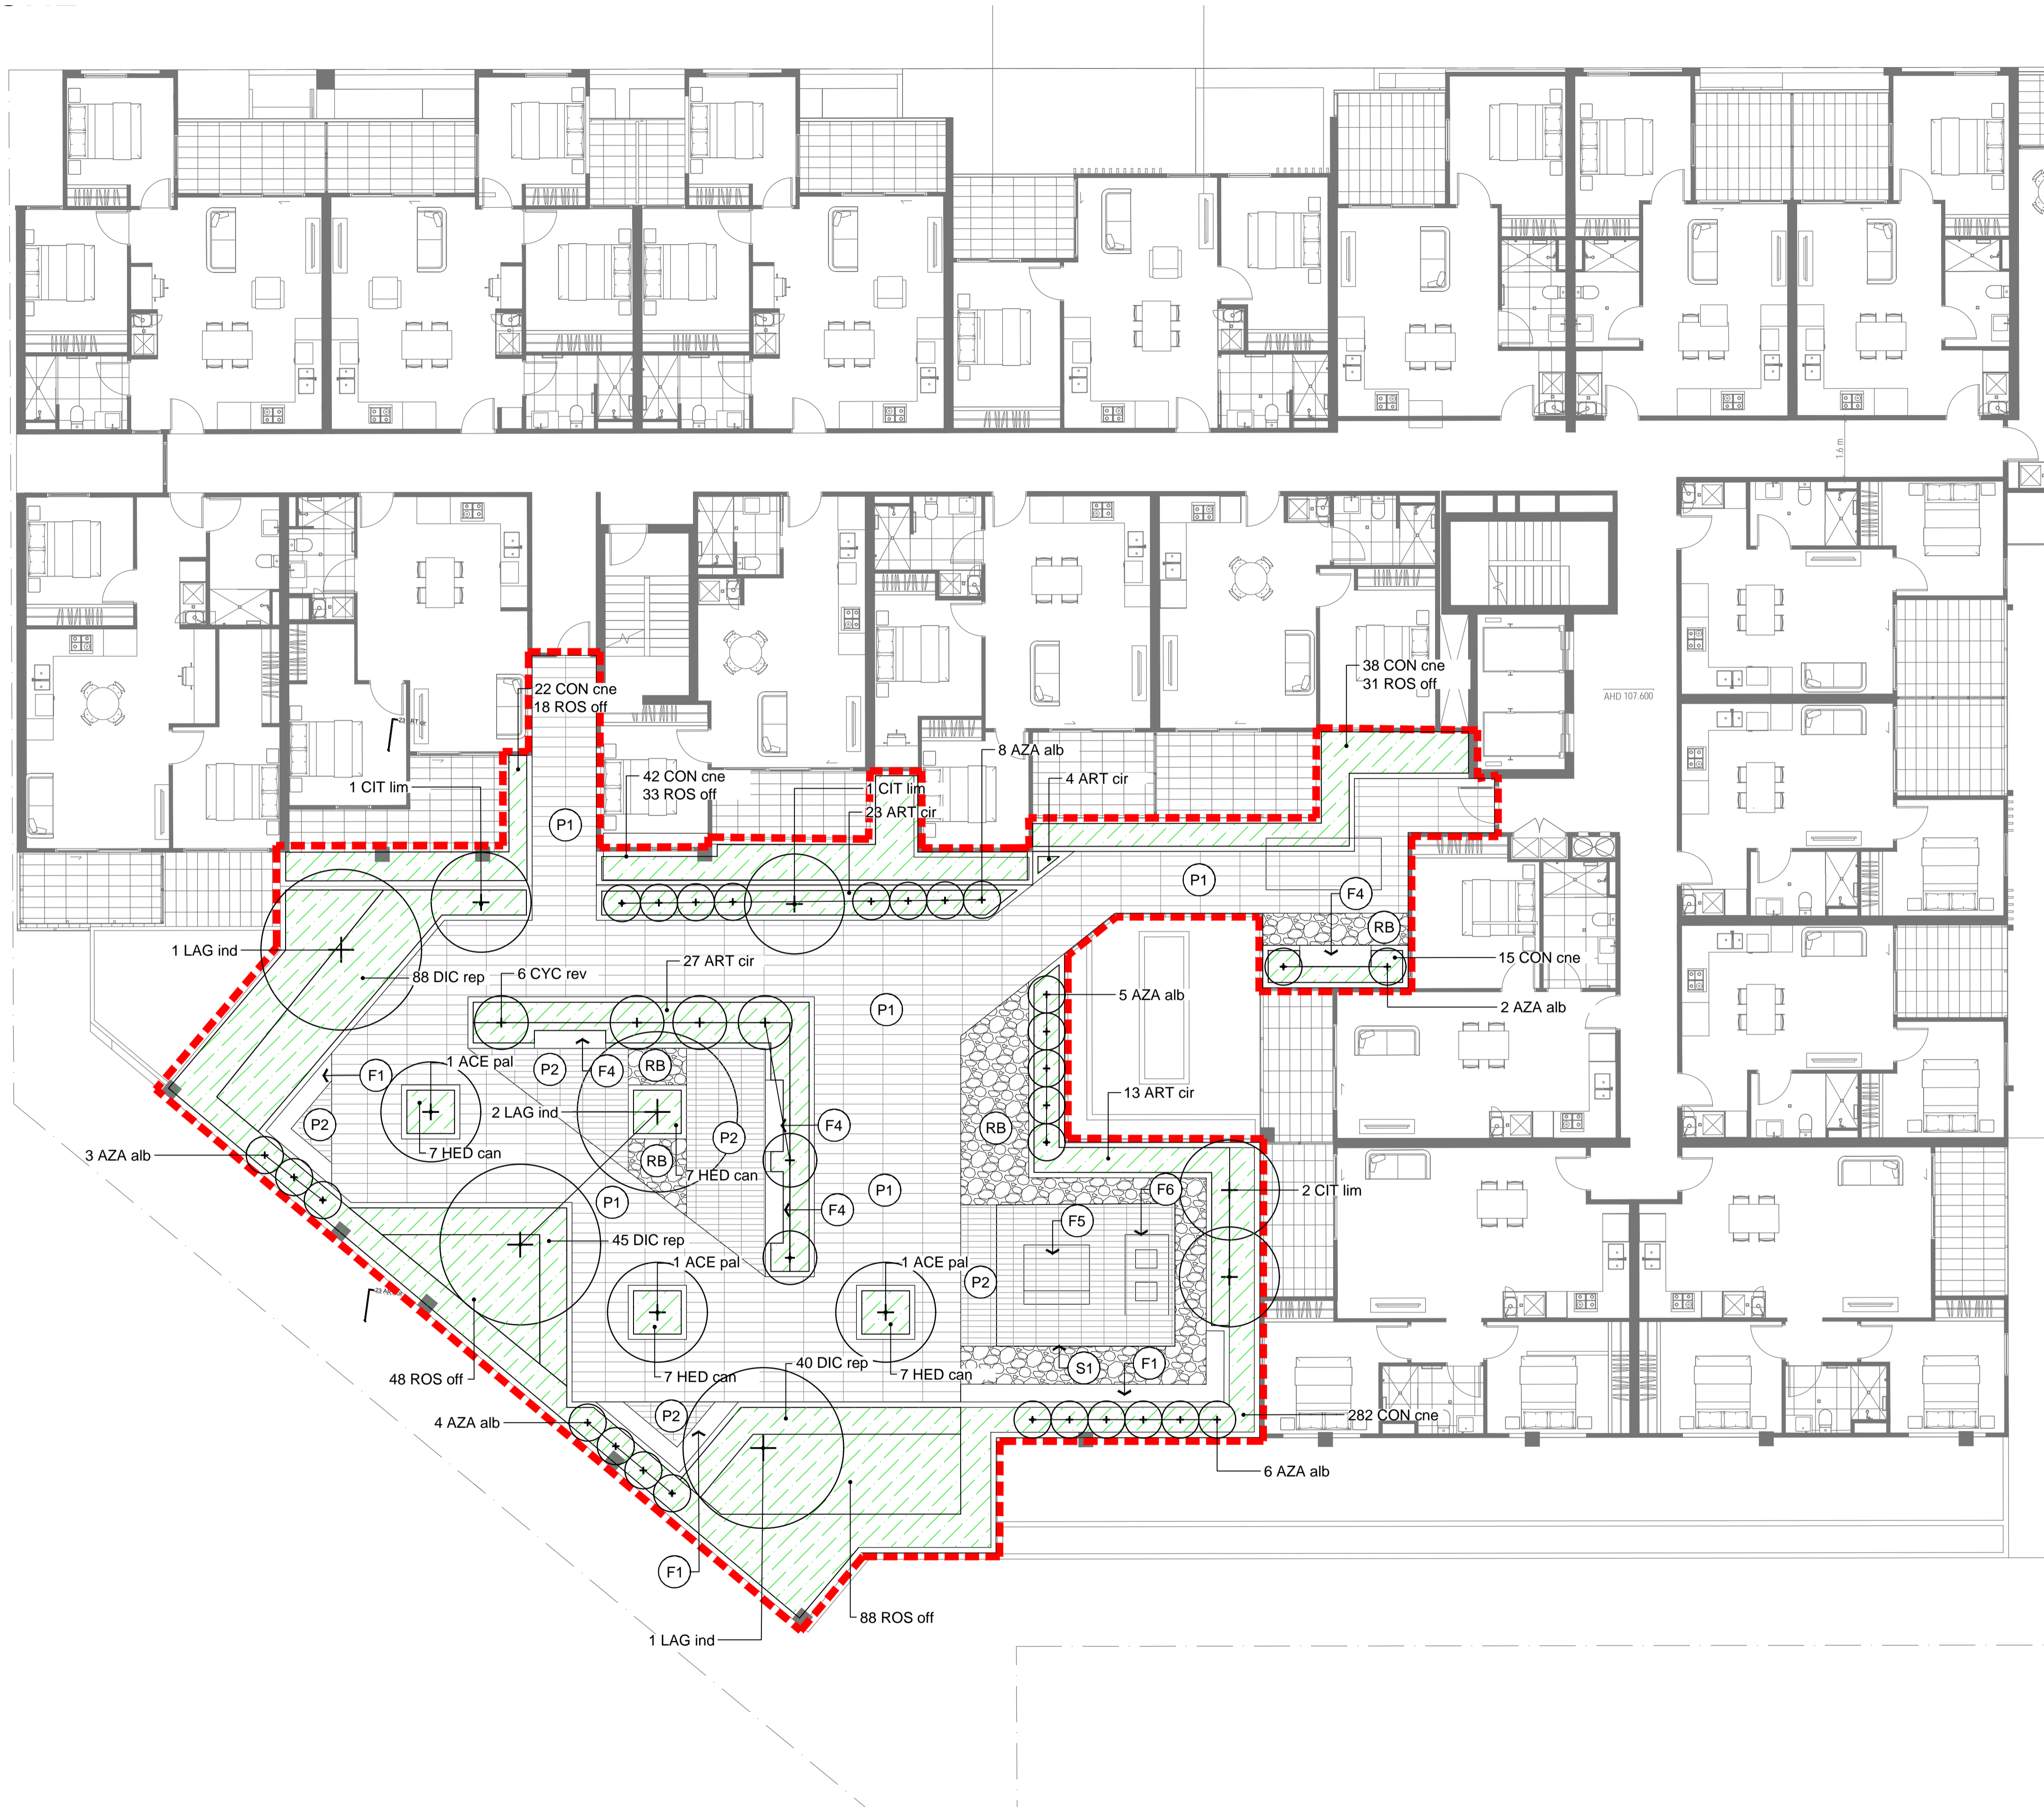 1.6 m
38 CON cne
31 ROS off
22 CON cne
18 ROS off
AHD 107.600
8 AZA alb
42 CON cne
33 ROS off
4 ART cir
1 CIT lim
1 CIT lim
23 ART cir
P1
P1
F4
RB
1 LAG ind
88 DIC rep
6 CYC rev
27 ART cir
15 CON cne
5 AZA alb
2 AZA alb
P1
1 ACE pal
F1
P2
F4
RB
13 ART cir
2 LAG ind
P2
P2
F4
RB
3 AZA alb
7 HED can
RB
7 HED can
P1
P1
F4
F6
2 CIT lim
F5
45 DIC rep
1 ACE pal
1 ACE pal
P2
40 DIC rep
S1
F1
48 ROS off
7 HED can
7 HED can
4 AZA alb
P2
282 CON cne
6 AZA alb
F1
88 ROS off
1 LAG ind